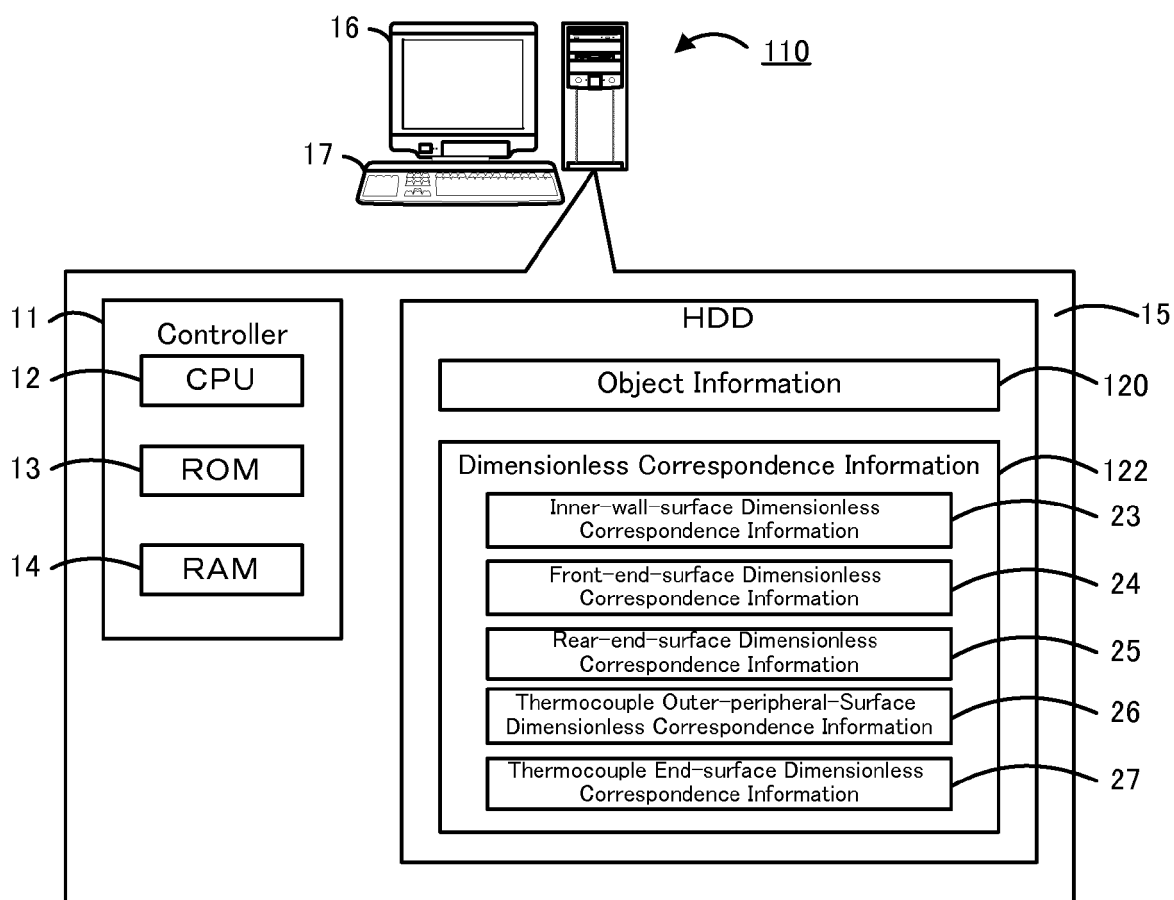 16
110
17
11
Controller
12
CPU
13
ROM
14
RAM
HDD
15
Object Information
120
Dimensionless Correspondence Information
122
Inner-wall-surface Dimensionless
Correspondence Information
23
Front-end-surface Dimensionless
Correspondence Information
24
Rear-end-surface Dimensionless
Correspondence Information
25
Thermocouple Outer-peripheral-Surface
Dimensionless Correspondence Information
26
Thermocouple End-surface Dimensionless
Correspondence Information
27